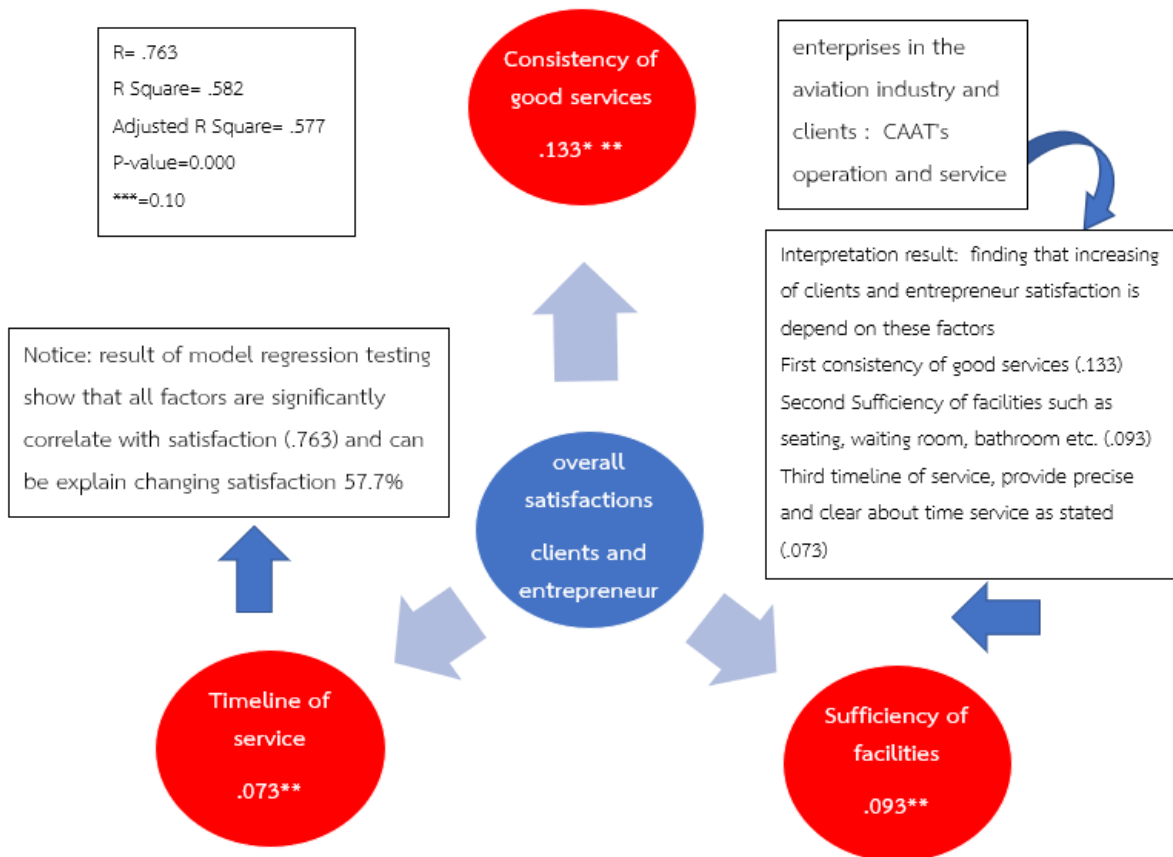 R= .763
R Square= .582
Adjusted R Square= .577
P-value=0.000
***=0.10
Consistency of
good services
.133* **
enterprises in the
aviation industry and
clients : CAAT's
operation and service
Interpretation result: finding that increasing
of clients and entrepreneur satisfaction is
depend on these factors
First consistency of good services (.133)
Second Sufficiency of facilities such as
seating, waiting room, bathroom etc. (.093)
Third timeline of service, provide precise
and clear about time service as stated
(.073)
Notice: result of model regression testing
show that all factors are significantly
correlate with satisfaction (.763) and can
be explain changing satisfaction 57.7%
overall
satisfactions
clients and
entrepreneur
Timeline of
service
.073**
Sufficiency of
facilities
.093**